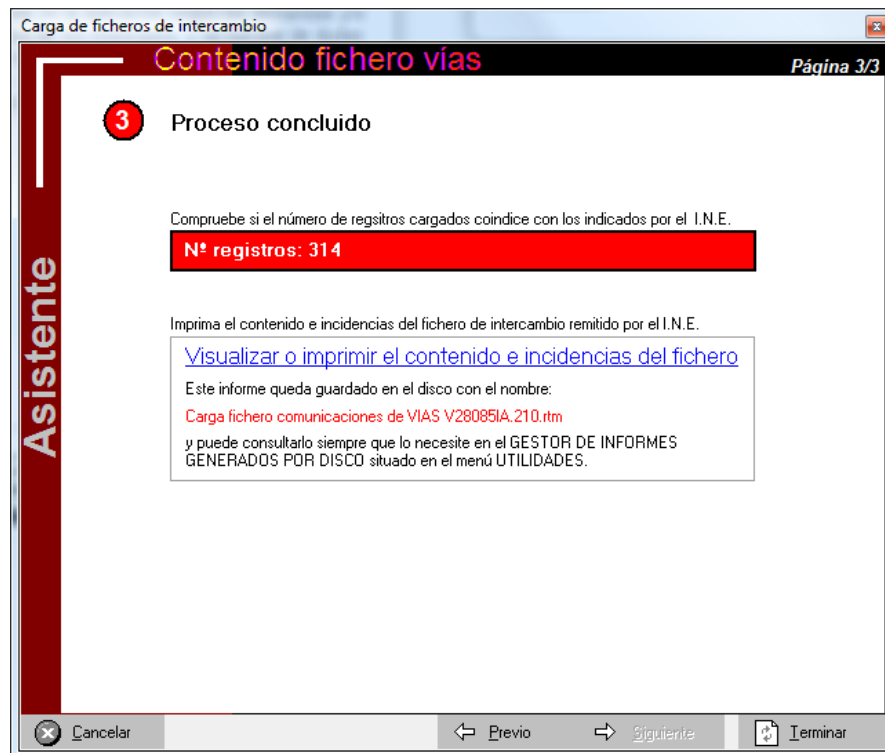 Carga de ficheros de intercambio
Contenido fichero vías
Página 3/3
3
Proceso concluido
Compruebe si el número de regsitros cargados coindice con los indicados por el I.N.E.
Nº registros: 314
Asistente
Imprima el contenido e incidencias del fichero de intercambio remitido por el I.N.E.
Visualizar o imprimir el contenido e incidencias del fichero
Este informe queda guardado en el disco con el nombre:
Carga fichero comunicaciones de VIAS V28085IA.210.rtm
y puede consultarlo siempre que lo necesite en el GESTOR DE INFORMES
GENERADOS POR DISCO situado en el menú UTILIDADES.
Cancelar
Previo
Siguiente
Terminar